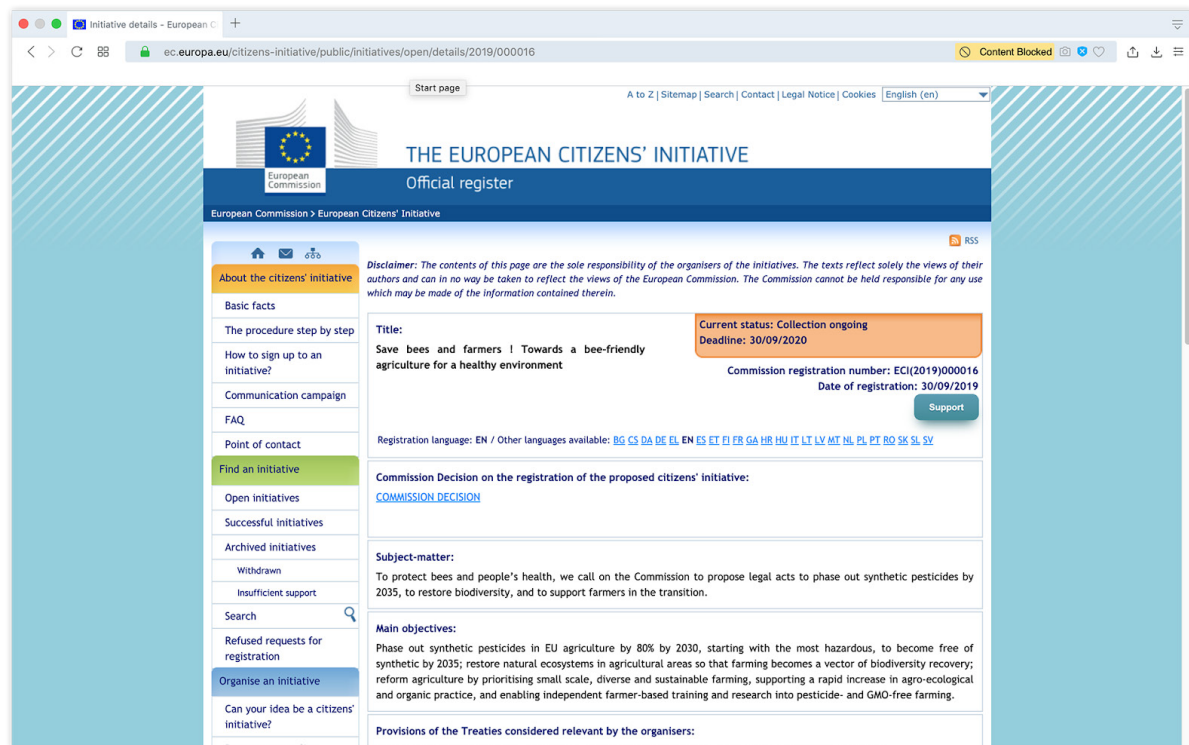 Initiative details – European C
ec.europa.eu/citizens-initiative/public/initiatives/open/details/2019/000016
Content Blocked
Start page
A to Z | Sitemap | Search | Contact | Legal Notice | Cookies English (en)
European
Commission
THE EUROPEAN CITIZENS' INITIATIVE
Official register
European Commission > European Citizens' Initiative
RSS
About the citizens' initiative
Basic facts
The procedure step by step
How to sign up to an
initiative?
Communication campaign
FAQ
Point of contact
Find an initiative
Open initiatives
Successful initiatives
Archived initiatives
Withdrawn
Insufficient support
Search
Refused requests for
registration
Organise an initiative
Can your idea be a citizens'
initiative?
Disclaimer: The contents of this page are the sole responsibility of the organisers of the initiatives. The texts reflect solely the views of their
authors and can in no way be taken to reflect the views of the European Commission. The Commission cannot be held responsible for any use
which may be made of the information contained therein.
Title:
Save bees and farmers ! Towards a bee-friendly
agriculture for a healthy environment
Current status: Collection ongoing
Deadline: 30/09/2020
Commission registration number: ECI(2019)000016
Date of registration: 30/09/2019
Support
Registration language: EN / Other languages available: BG CS DA DE EL EN ES ET FI FR GA HR HU IT LT LV MT NL PL PT RO SK SL SV
Commission Decision on the registration of the proposed citizens' initiative:
COMMISSION DECISION
Subject-matter:
To protect bees and people's health, we call on the Commission to propose legal acts to phase out synthetic pesticides by
2035, to restore biodiversity, and to support farmers in the transition.
Main objectives:
Phase out synthetic pesticides in EU agriculture by 80% by 2030, starting with the most hazardous, to become free of
synthetic by 2035; restore natural ecosystems in agricultural areas so that farming becomes a vector of biodiversity recovery;
reform agriculture by prioritising small scale, diverse and sustainable farming, supporting a rapid increase in agro-ecological
and organic practice, and enabling independent farmer-based training and research into pesticide- and GMO-free farming.
Provisions of the Treaties considered relevant by the organisers: